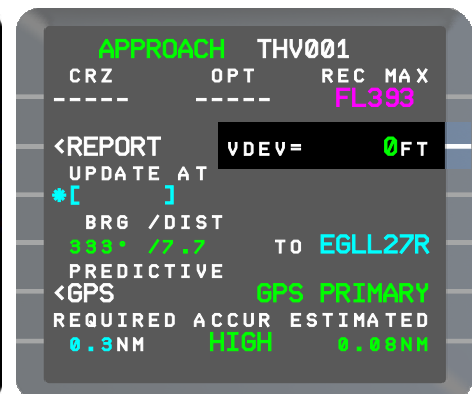 APPROACH THV001
CRZ OPT REC MAX
----- ----- FL393
<REPORT VDEV= 0FT
UPDATE AT
*[ ]
BRG /DIST
333° /7.7 TO EGLL27R
PREDICTIVE
<GPS GPS PRIMARY
REQUIRED ACCUR ESTIMATED
0.3NM HIGH 0.08NM